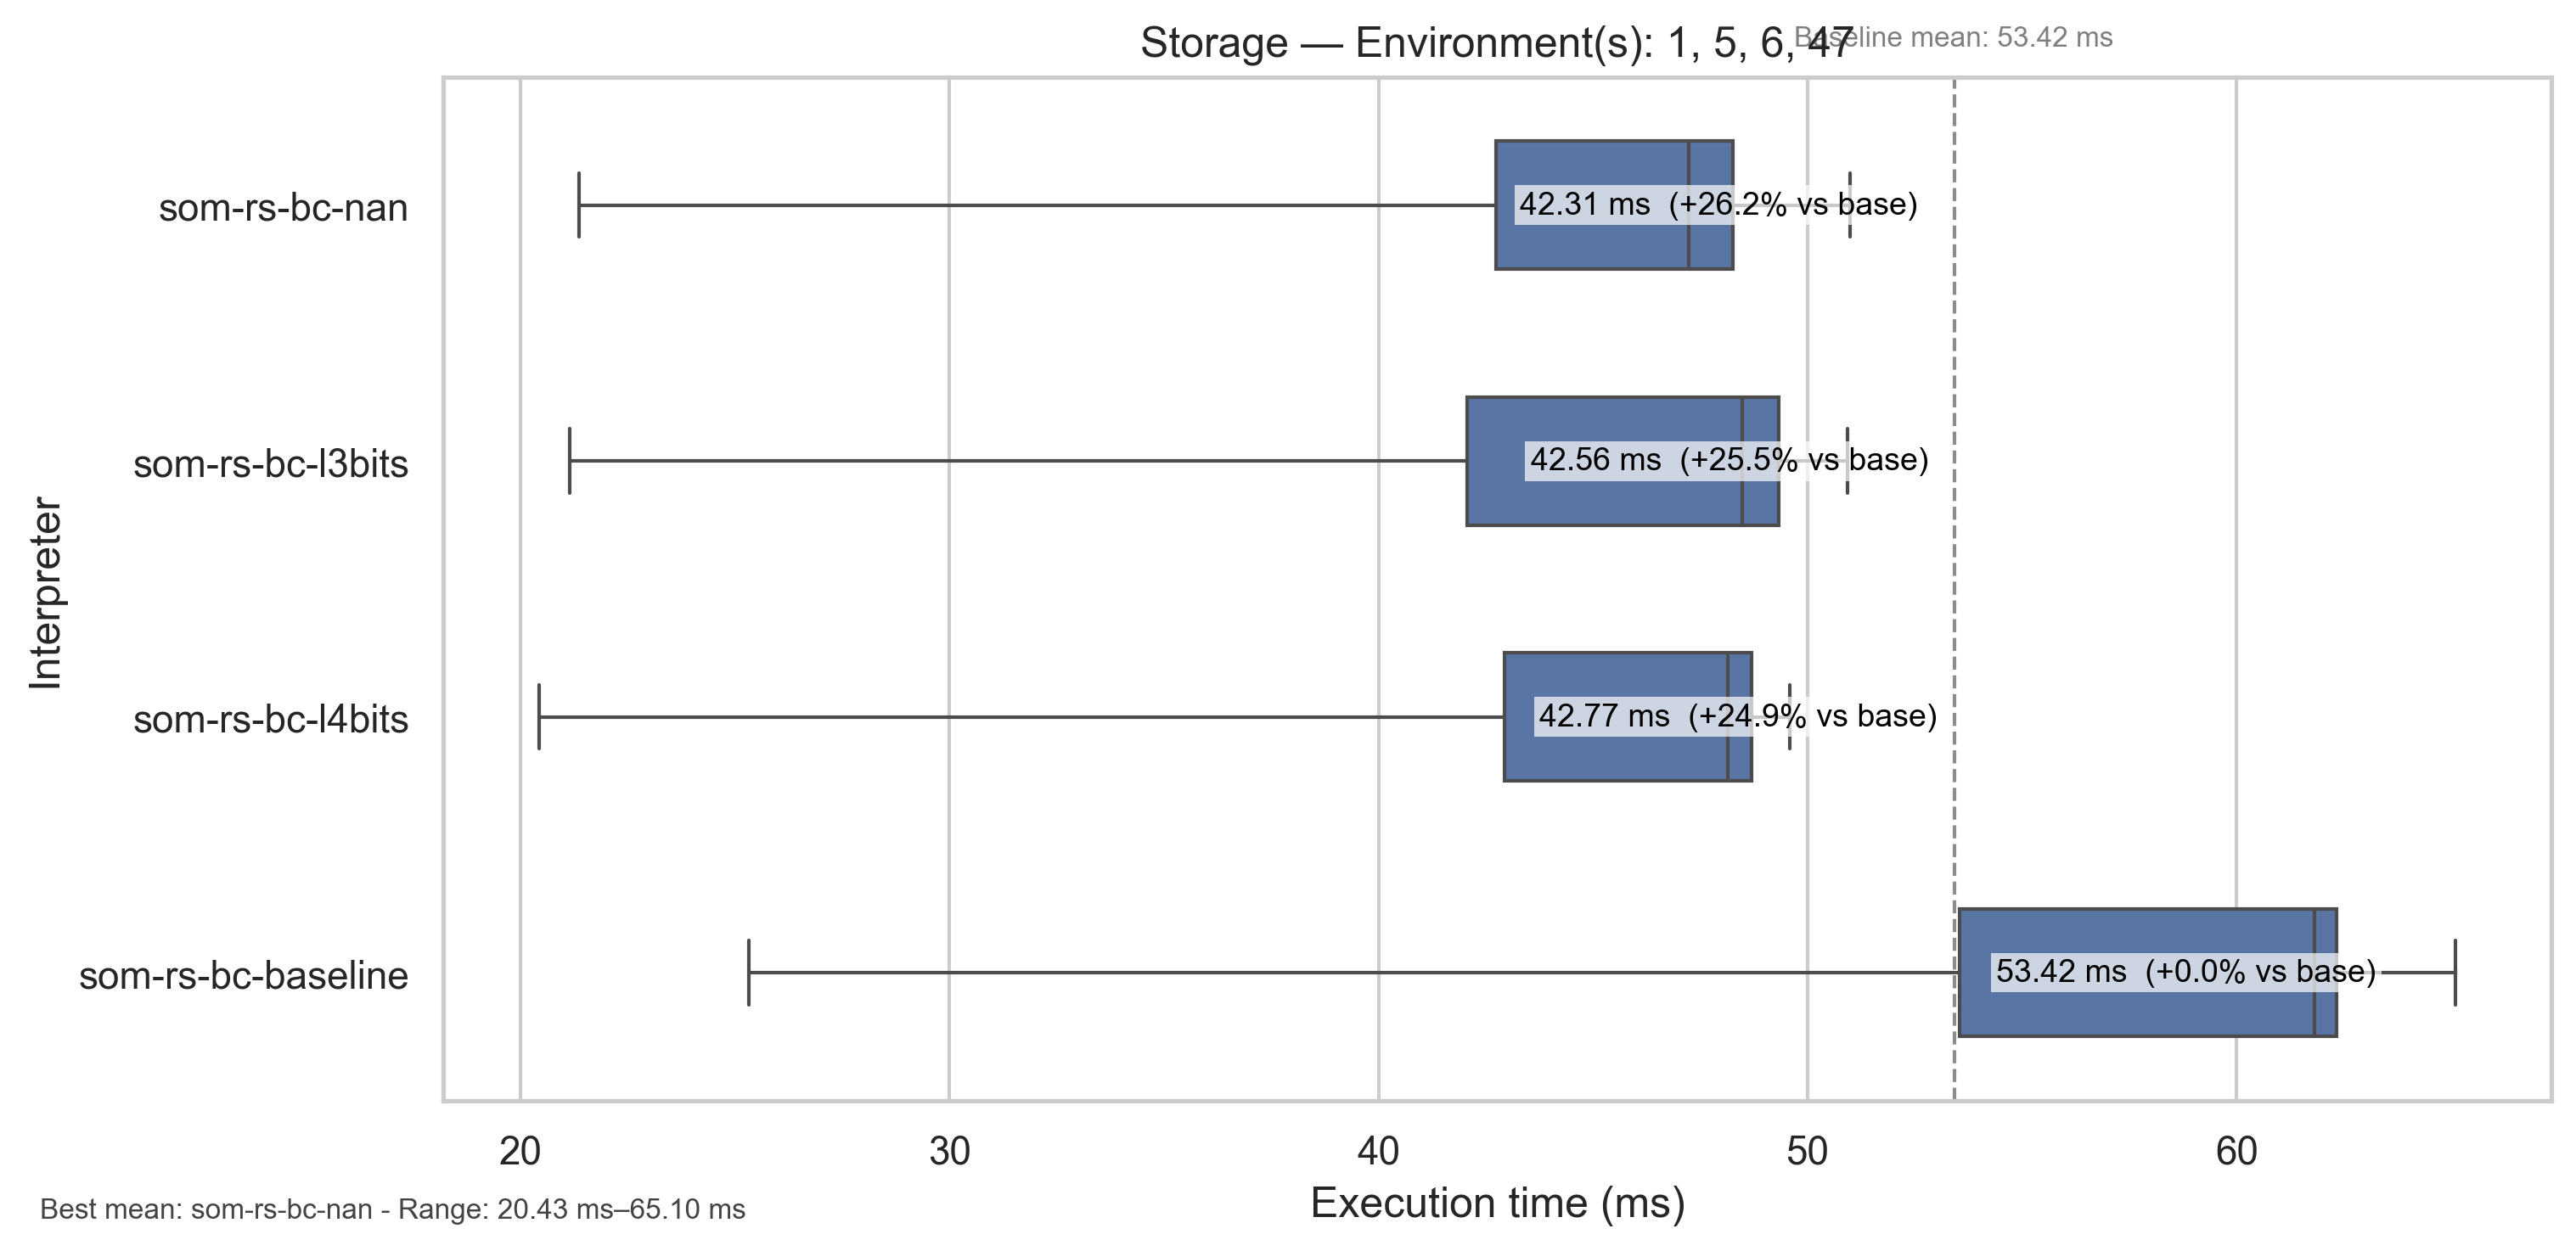 Storage — Environment(s): 1, 5, 6, 47
Baseline mean: 53.42 ms
Interpreter
som-rs-bc-nan
42.31 ms (+26.2% vs base)
som-rs-bc-l3bits
42.56 ms (+25.5% vs base)
som-rs-bc-l4bits
42.77 ms (+24.9% vs base)
som-rs-bc-baseline
53.42 ms (+0.0% vs base)
20 30 40 50 60
Execution time (ms)
Best mean: som-rs-bc-nan - Range: 20.43 ms–65.10 ms